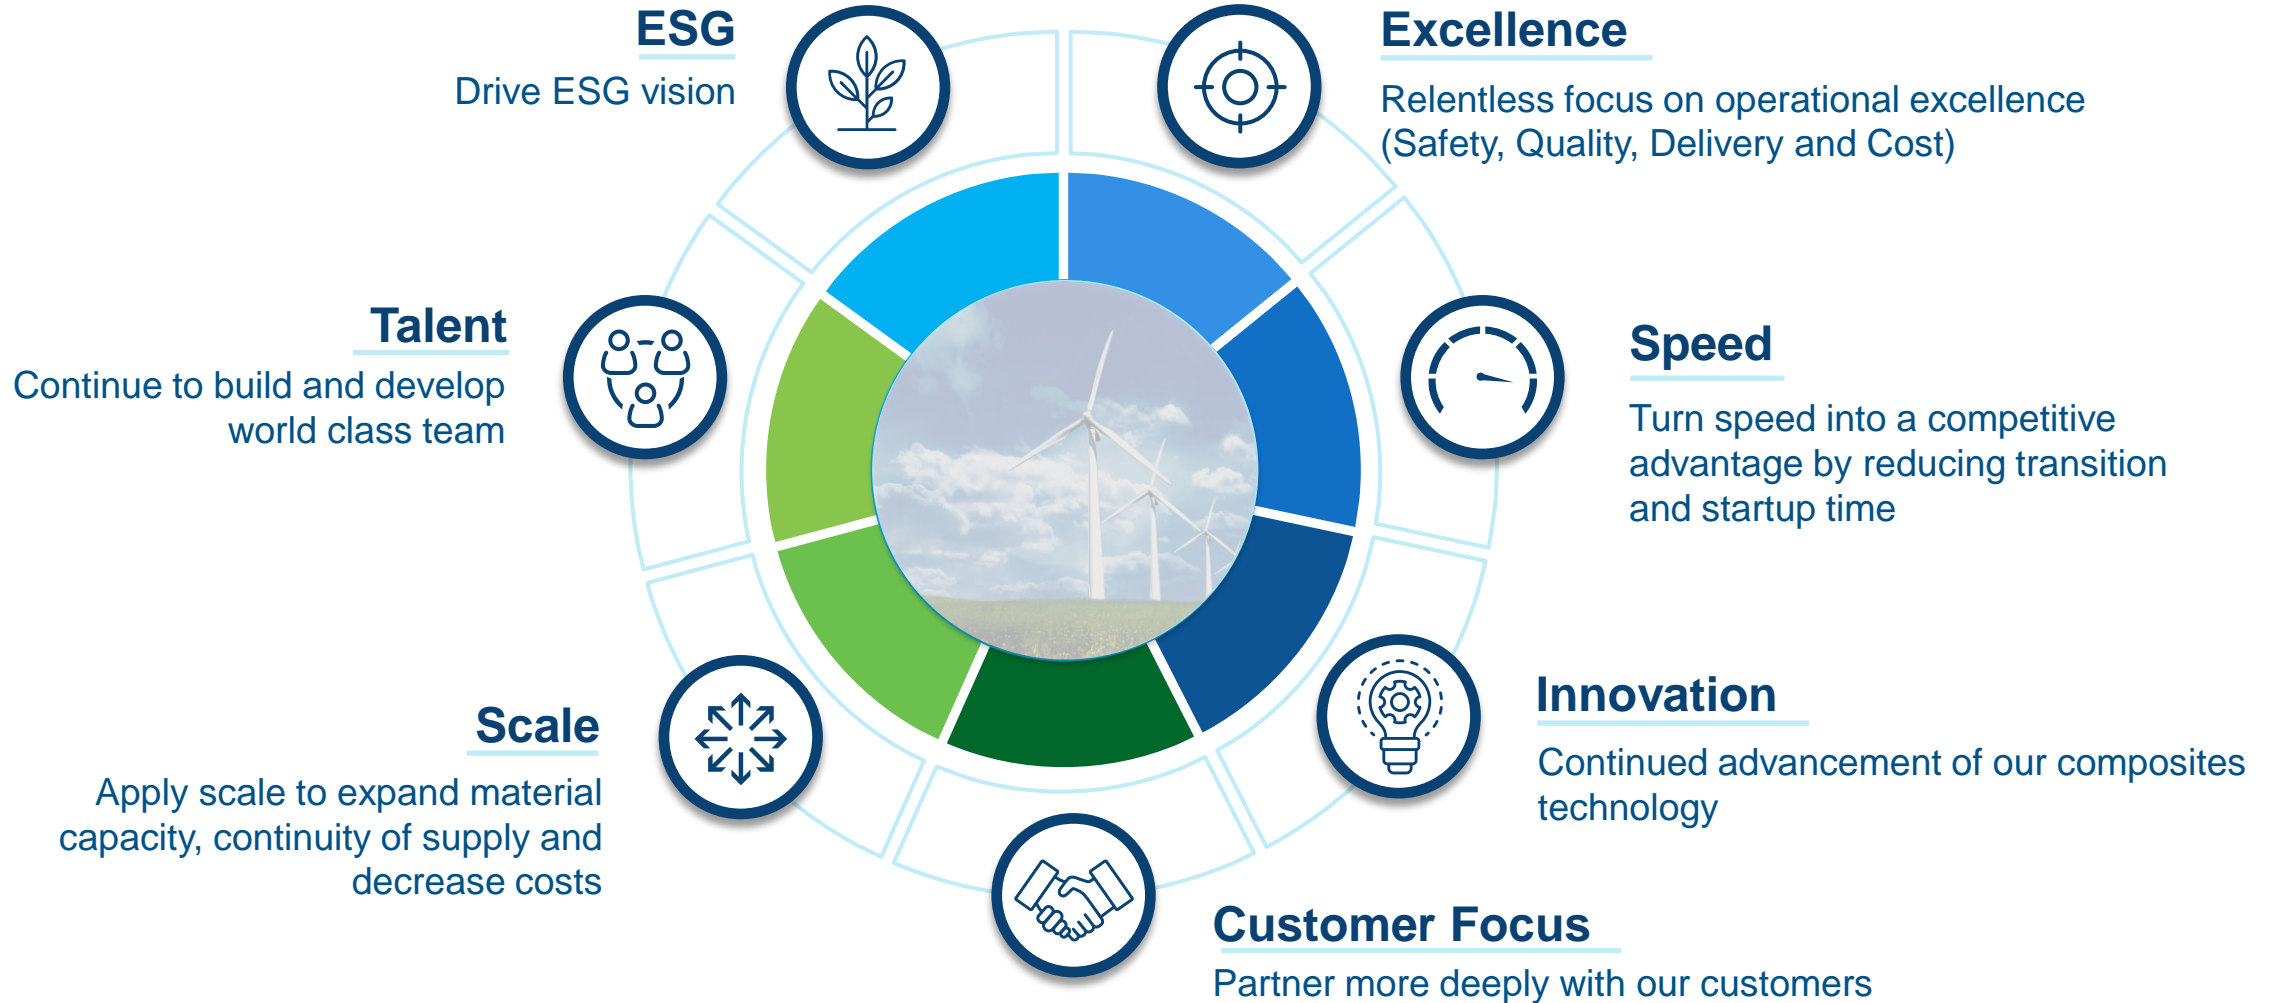 ESG
Drive ESG vision
Excellence
Relentless focus on operational excellence
(Safety, Quality, Delivery and Cost)
Talent
Continue to build and develop
world class team
Speed
Turn speed into a competitive
advantage by reducing transition
and startup time
Scale
Apply scale to expand material
capacity, continuity of supply and
decrease costs
Innovation
Continued advancement of our composites
technology
Customer Focus
Partner more deeply with our customers